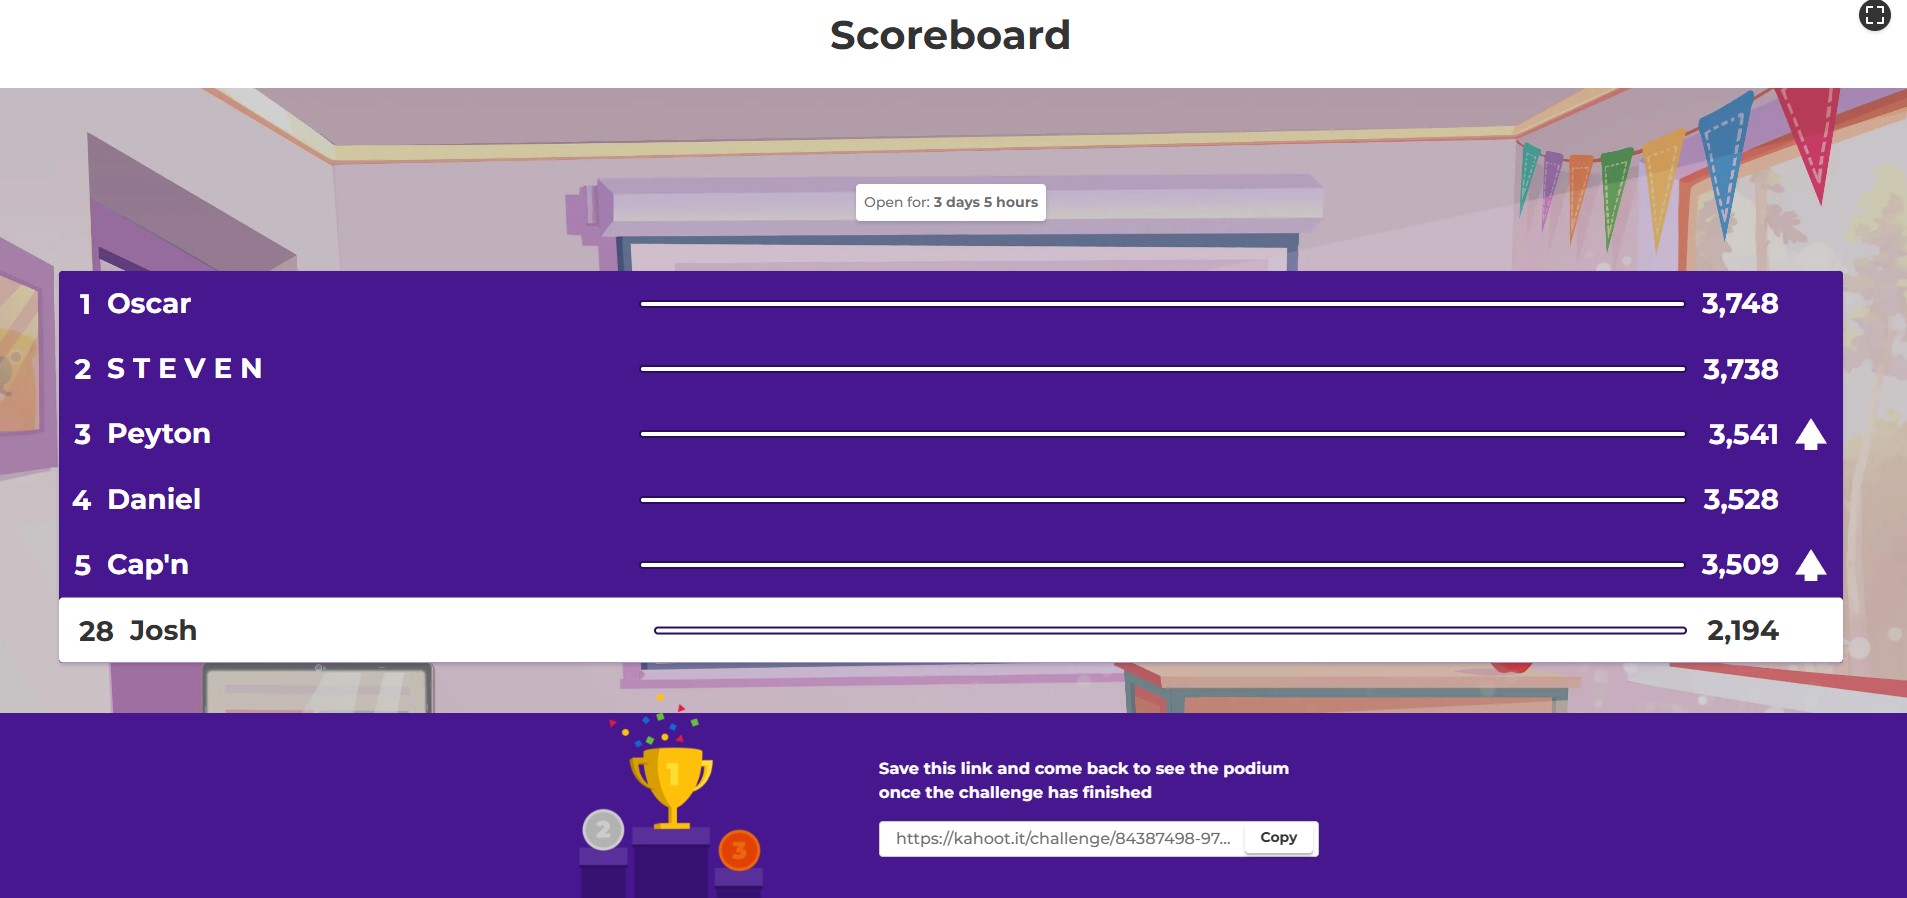 Scoreboard
Open for: 3 days 5 hours
1 Oscar 3,748
2 S T E V E N 3,738
3 Peyton 3,541
4 Daniel 3,528
5 Cap'n 3,509
28 Josh 2,194
1
2
3
Save this link and come back to see the podium
once the challenge has finished
https://kahoot.it/challenge/84387498-97... Copy